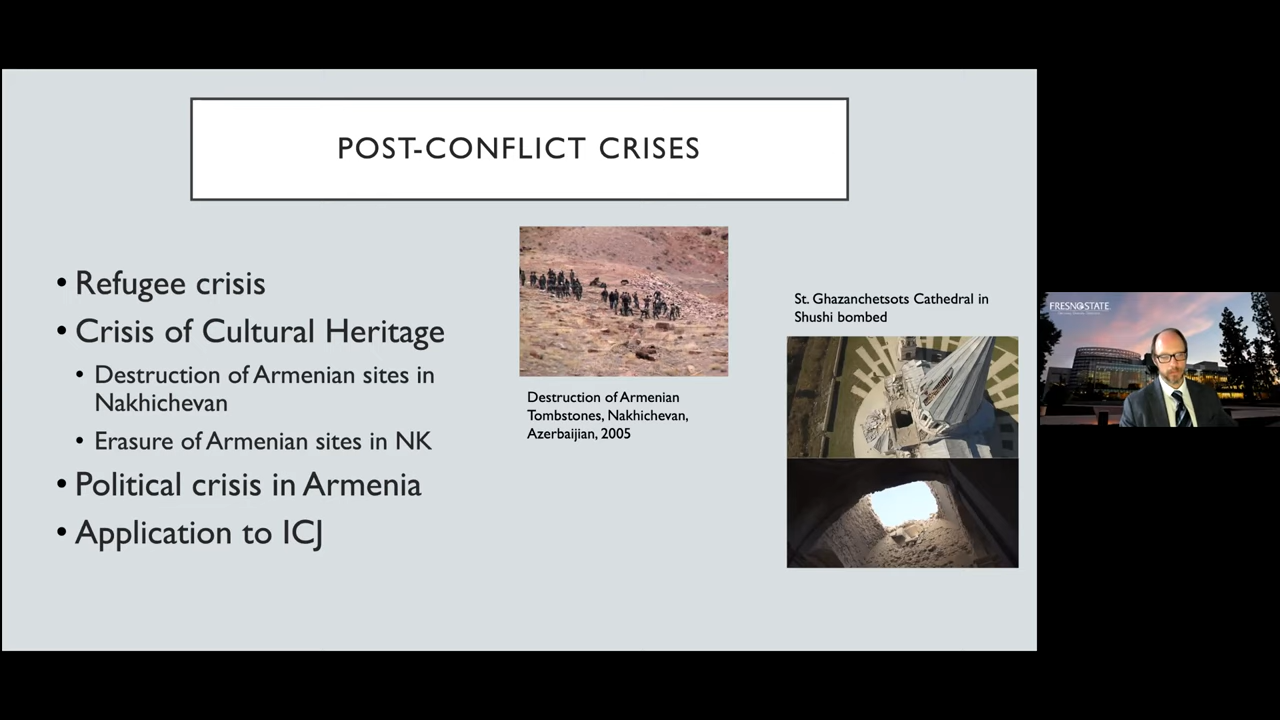 POST-CONFLICT CRISES
• Refugee crisis
• Crisis of Cultural Heritage
• Destruction of Armenian sites in
Nakhichevan
• Erasure of Armenian sites in NK
• Political crisis in Armenia
• Application to ICJ
Destruction of Armenian
Tombstones, Nakhichevan,
Azerbaijian, 2005
St. Ghazanchetsots Cathedral in
Shushi bombed
FRESNO STATE